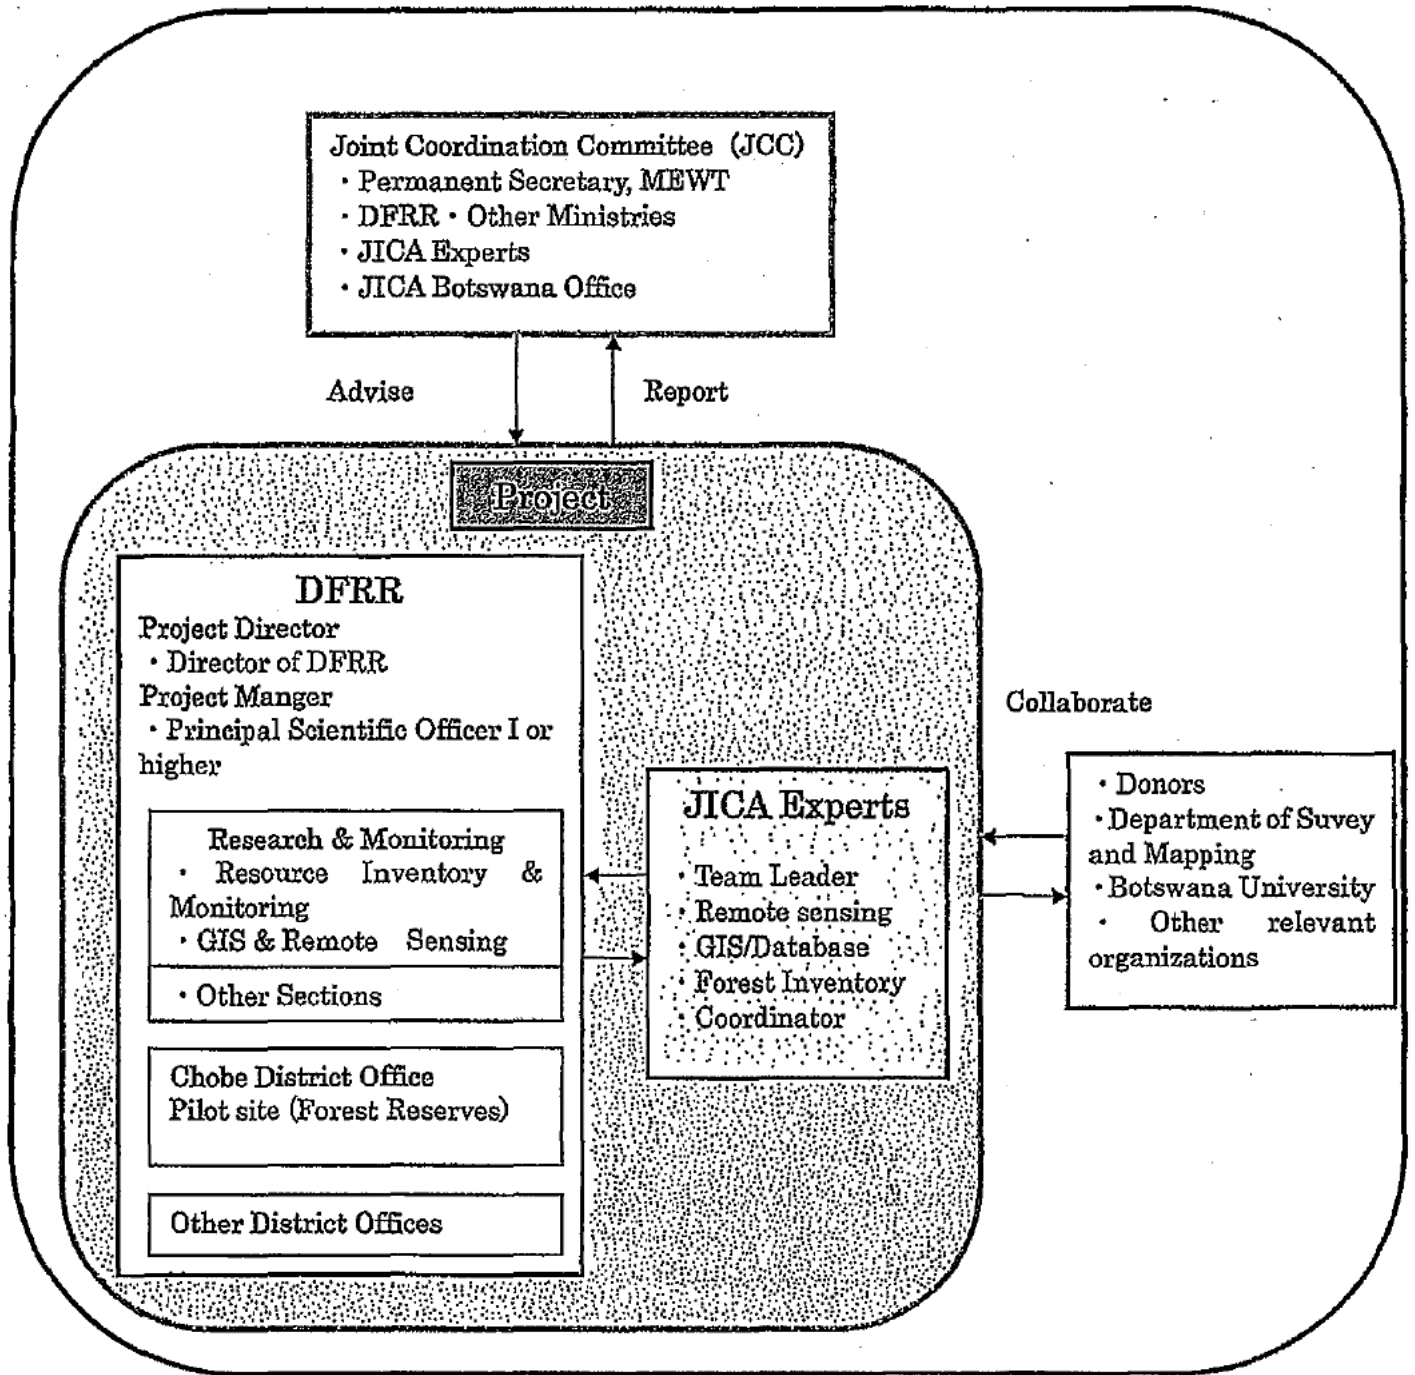 Joint Coordination Committee (JCC)
・Permanent Secretary, MEWT
・DFRR・Other Ministries
・JICA Experts
・JICA Botswana Office
Advise
Report
Project
DFRR
Project Director
・Director of DFRR
Project Manger
・Principal Scientific Officer I or
higher
Research & Monitoring
・ Resource Inventory &
Monitoring
・GIS & Remote Sensing
・Other Sections
Chobe District Office
Pilot site (Forest Reserves)
Other District Offices
JICA Experts
・Team Leader
・Remote sensing
・GIS/Database
・Forest Inventory
・Coordinator
Collaborate
・Donors
・Department of Suvey
and Mapping
・Botswana University
・ Other relevant
organizations